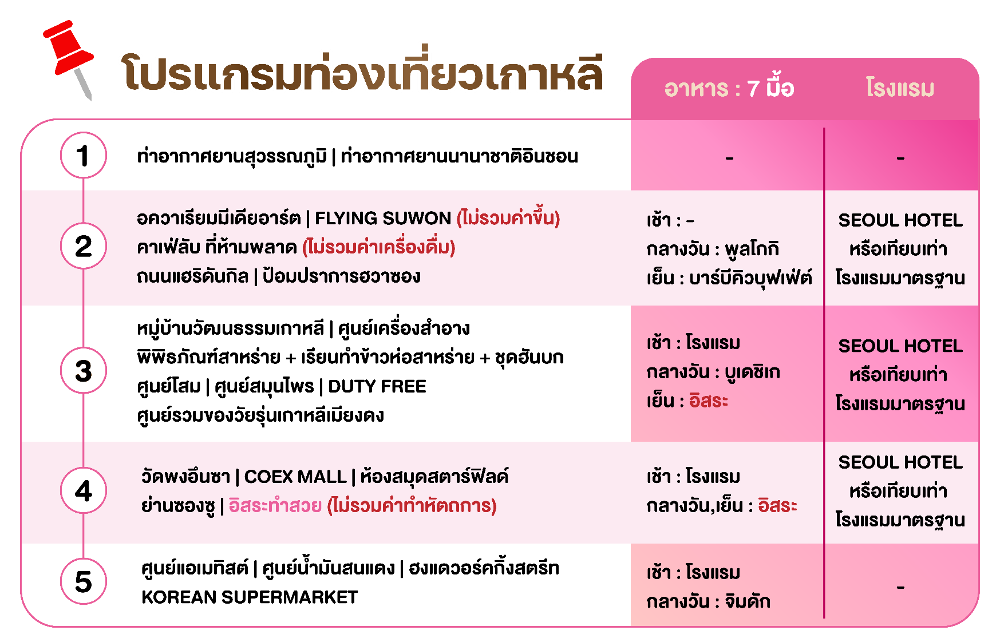 โปรแกรมท่องเที่ยวเกาหลี
อาหาร : 7 มื้อ
โรงแรม
1
ท่าอากาศยานสุวรรณภูมิ | ท่าอากาศยานนานาชาติอินชอน
-
-
2
อควาเรียมมีเดียอาร์ต | FLYING SUWON (ไม่รวมค่าขึ้น)
คาเฟ่ลับ ที่ห้ามพลาด (ไม่รวมค่าเครื่องดื่ม)
ถนนแฮริดันกิล | ป้อมปราการฮวาซอง
เช้า : -
กลางวัน : พูลโกกิ
เย็น : บาร์บีคิวบุฟเฟ่ต์
SEOUL HOTEL
หรือเทียบเท่า
โรงแรมมาตรฐาน
3
หมู่บ้านวัฒนธรรมเกาหลี | ศูนย์เครื่องสำอาง
พิพิธภัณฑ์สาหร่าย + เรียนทำข้าวห่อสาหร่าย + ชุดฮันบก
ศูนย์โสม | ศูนย์สมุนไพร | DUTY FREE
ศูนย์รวมของวัยรุ่นเกาหลีเมียงดง
เช้า : โรงแรม
กลางวัน : บูเดชิเก
เย็น : อิสระ
SEOUL HOTEL
หรือเทียบเท่า
โรงแรมมาตรฐาน
4
วัดพงอึนซา | COEX MALL | ห้องสมุดสตาร์ฟิลด์
ย่านซองซู | อิสระทำสวย (ไม่รวมค่าทำหัตถการ)
เช้า : โรงแรม
กลางวัน,เย็น : อิสระ
SEOUL HOTEL
หรือเทียบเท่า
โรงแรมมาตรฐาน
5
ศูนย์แอเมทิสต์ | ศูนย์น้ำมันสนแดง | ฮงแดวอร์คกิ้งสตรีท
KOREAN SUPERMARKET
เช้า : โรงแรม
กลางวัน : จิมดัก
-